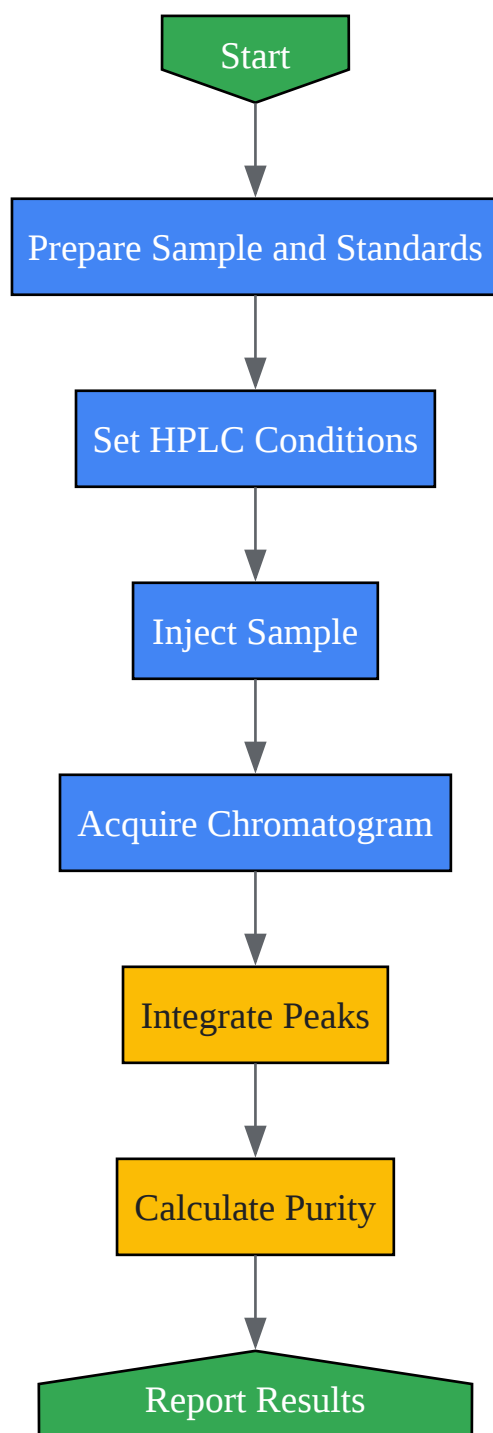 Start
Prepare Sample and Standards
Set HPLC Conditions
Inject Sample
Acquire Chromatogram
Integrate Peaks
Calculate Purity
Report Results